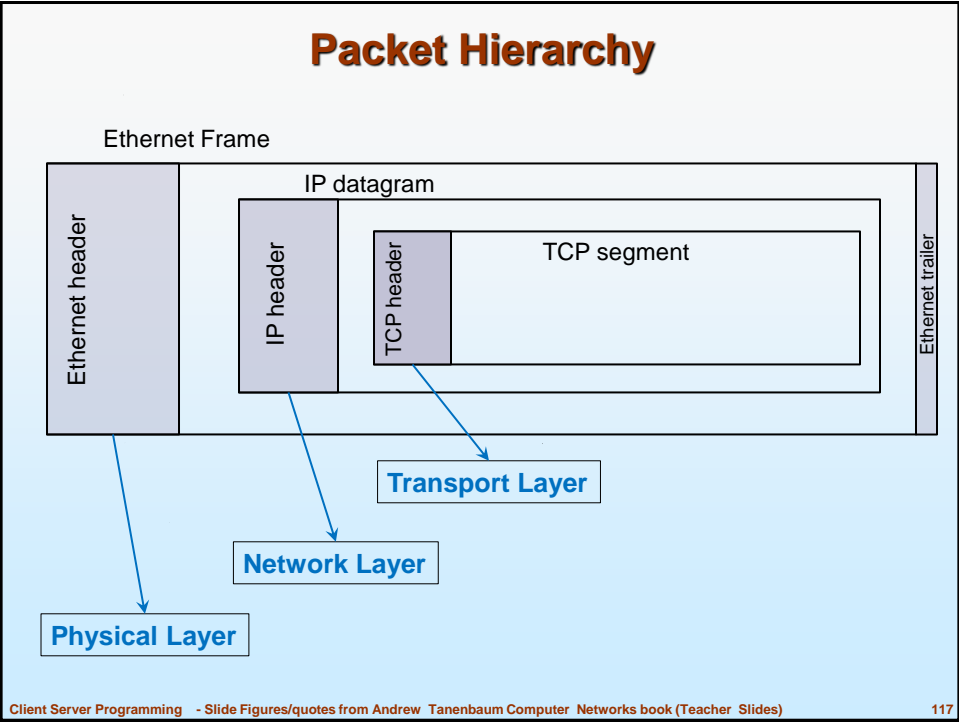 Packet Hierarchy
Ethernet Frame
IP datagram
TCP segment
Ethernet header
IP header
TCP header
Ethernet trailer
Transport Layer
Network Layer
Physical Layer
Client Server Programming - Slide Figures/quotes from Andrew Tanenbaum Computer Networks book (Teacher Slides) 117